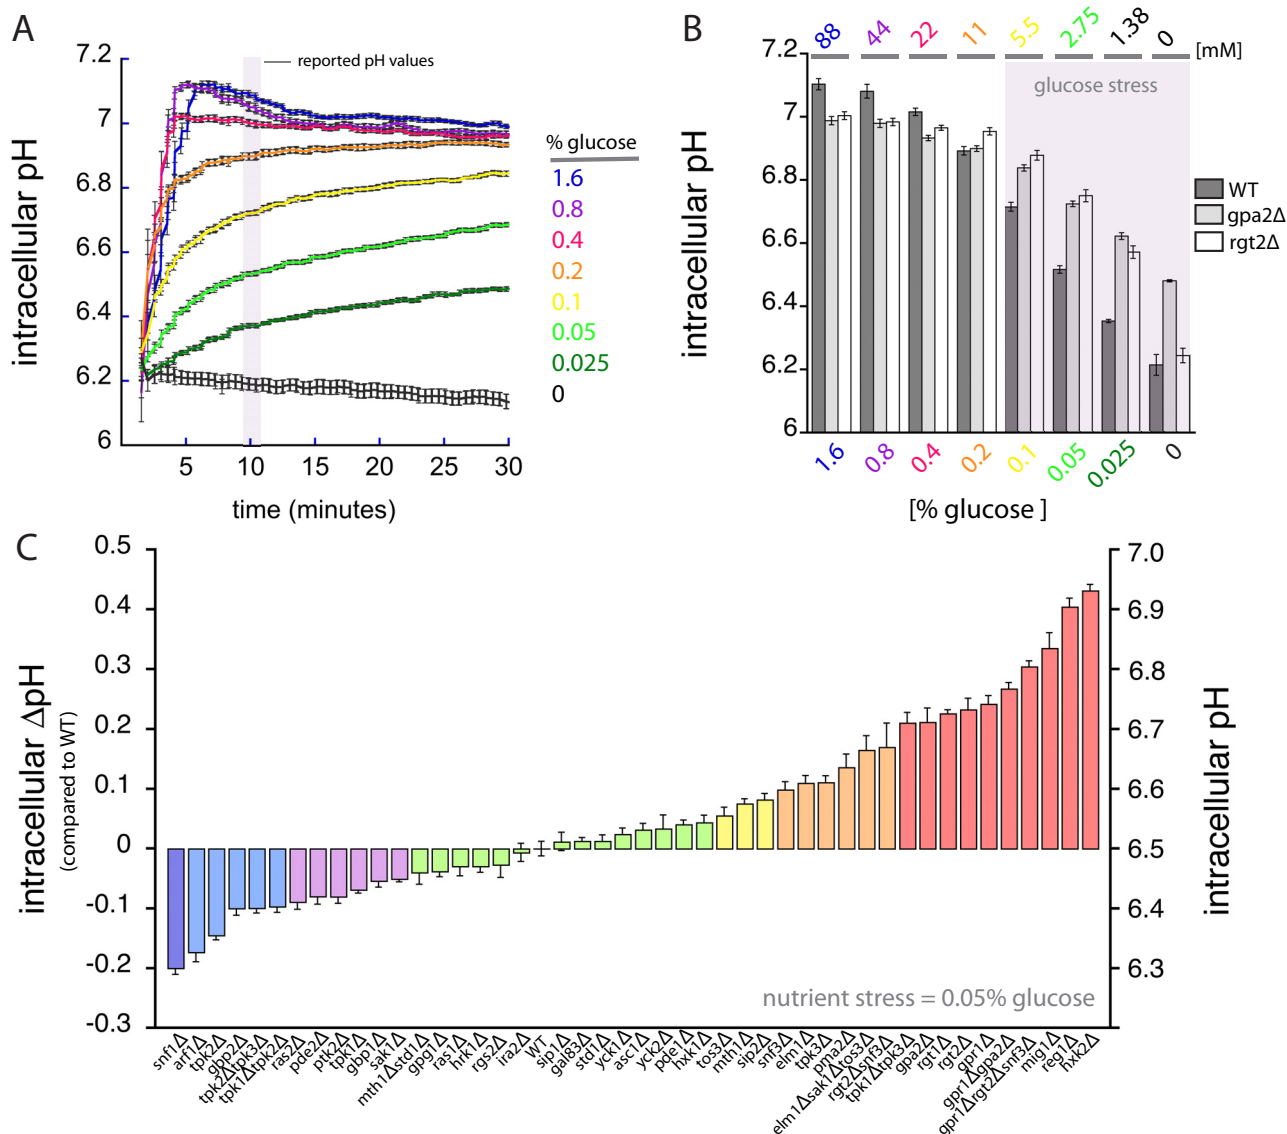 A
7.2
7
6.8
6.6
6.4
6.2
6
intracellular pH
reported pH values
5
10
15
20
25
30
time (minutes)
% glucose
1.6
0.8
0.4
0.2
0.1
0.05
0.025
0
B
88
44
22
11
5.5
2.75
1.38
0
[mM]
glucose stress
7.2
7
6.8
6.6
6.4
6.2
6
intracellular pH
WT
gpa2Δ
rgt2Δ
1.6
0.8
0.4
0.2
0.1
0.05
0.025
0
[% glucose ]
C
0.5
0.4
0.3
0.2
0.1
0
-0.1
-0.2
-0.3
intracellular ΔpH
(compared to WT)
7.0
6.9
6.8
6.7
6.6
6.5
6.4
6.3
intracellular pH
nutrient stress = 0.05% glucose
snf1Δ
arf1Δ
tpk2Δ
gbp2Δ
tpk2Δtpk3Δ
tpk1Δtpk2Δ
ras2Δ
pde2Δ
ptk2Δ
tpk1Δ
gbp1Δ
sak1Δ
mth1Δstd1Δ
gpg1Δ
ras1Δ
hrk1Δ
rgs2Δ
ira2Δ
WT
sip1Δ
gal83Δ
std1Δ
yck1Δ
asc1Δ
yck2Δ
pde1Δ
hxk1Δ
tos3Δ
mth1Δ
sip2Δ
snf3Δ
elm1Δ
tpk3Δ
pma2Δ
elm1Δsak1Δtos3Δ
rgt2Δsnf3Δ
tpk1Δtpk3Δ
gpa2Δ
rgt1Δ
rgt2Δ
gpr1Δ
gpr1Δgpa2Δ
gpr1Δrgt2Δsnf3Δ
mig1Δ
reg1Δ
hxk2Δ